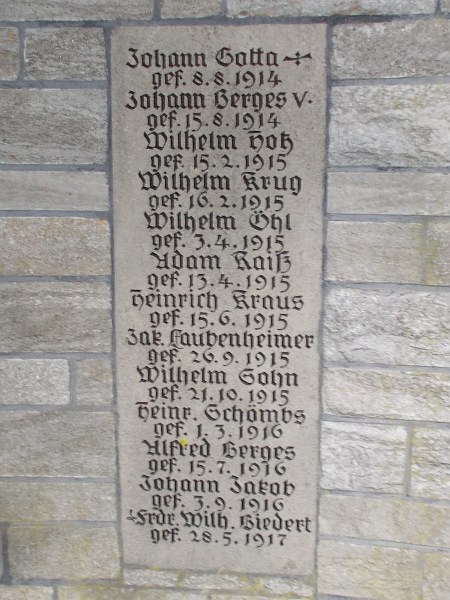 Johann Gotta
gef. 8.8.1914
Johann Berges V.
gef. 15.8.1914
Wilhelm Hotz
gef. 15.2.1915
Wilhelm Krug
gef. 16.2.1915
Wilhelm Öhl
gef. 3.4.1915
Adam Raiß
gef. 13.4.1915
Heinrich Kraus
gef. 15.6.1915
Jak. Laubenheimer
gef. 26.9.1915
Wilhelm Sohn
gef. 21.10.1915
Heinr. Schömbs
gef. 1.3.1916
Alfred Berges
gef. 15.7.1916
Johann Jakob
gef. 3.9.1916
Frdr. Wilh. Biedert
gef. 28.5.1917